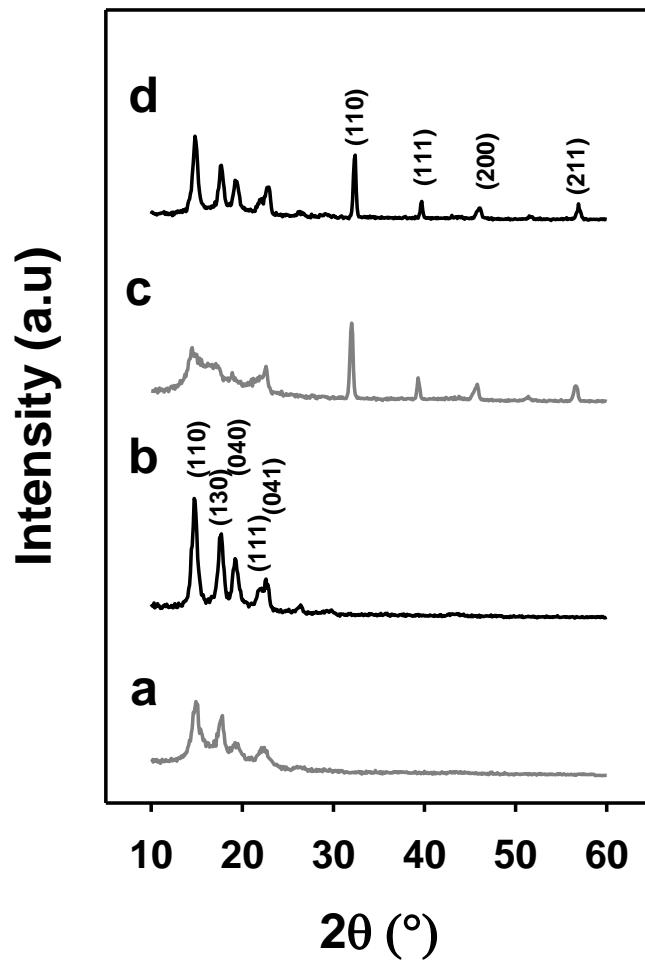 d
(110)
(111)
(200)
(211)
c
b
(110)
(130)
(040)
(111)
(041)
a
Intensity (a.u)
10 20 30 40 50 60
2θ (°)